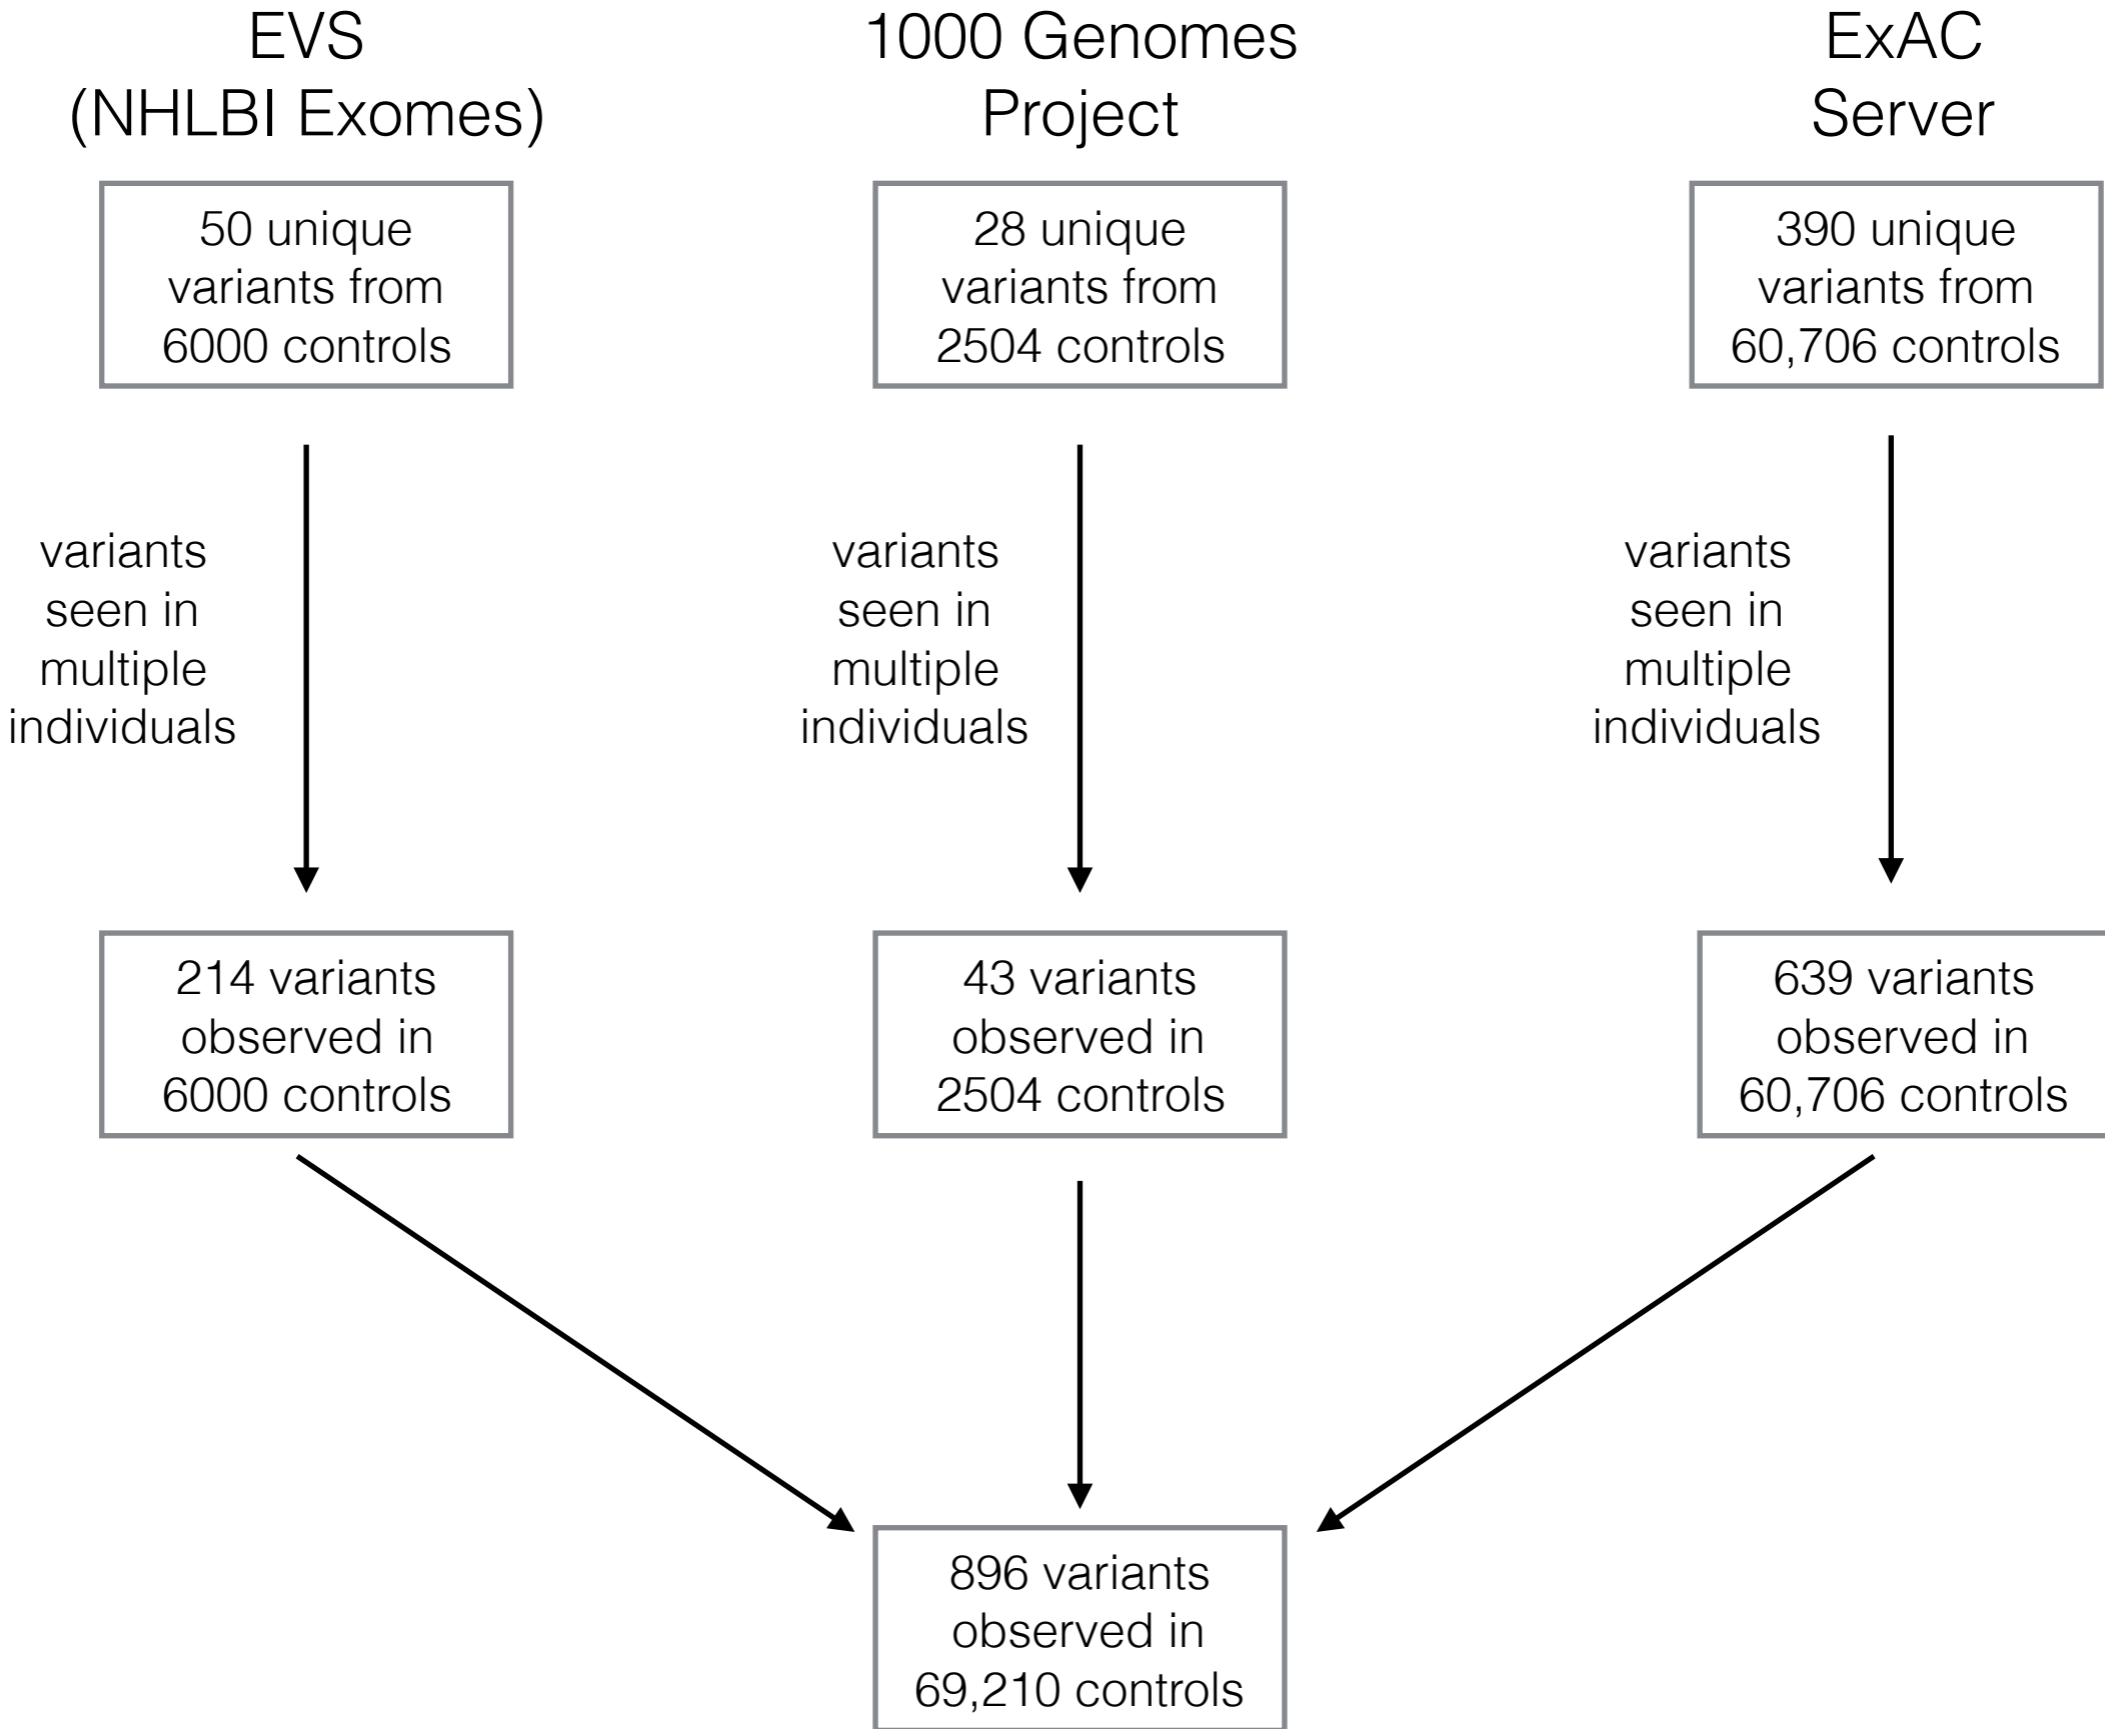 EVS
(NHLBI Exomes)
1000 Genomes
Project
ExAC
Server
50 unique
variants from
6000 controls
28 unique
variants from
2504 controls
390 unique
variants from
60,706 controls
variants
seen in
multiple
individuals
variants
seen in
multiple
individuals
variants
seen in
multiple
individuals
214 variants
observed in
6000 controls
43 variants
observed in
2504 controls
639 variants
observed in
60,706 controls
896 variants
observed in
69,210 controls